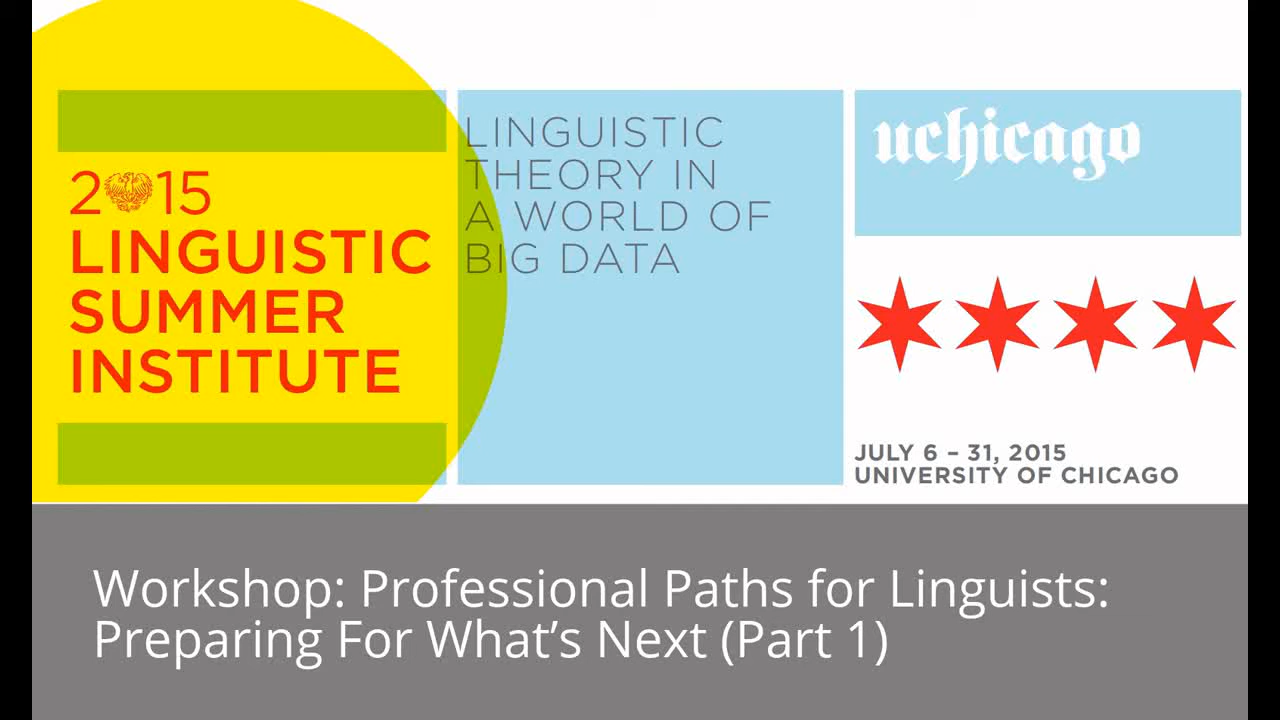 2015
LINGUISTIC
SUMMER
INSTITUTE
LINGUISTIC
THEORY IN
A WORLD OF
BIG DATA
uchicago
JULY 6 – 31, 2015
UNIVERSITY OF CHICAGO
Workshop: Professional Paths for Linguists:
Preparing For What’s Next (Part 1)